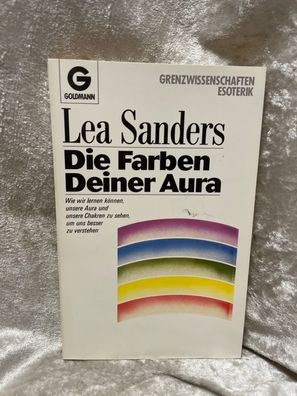 G
GOLDMANN
GRENZWISSENSCHAFTEN
ESOTERIK
Lea Sanders
Die Farben
Deiner Aura
Wie wir lernen können,
unsere Aura und
unsere Chakren zu sehen,
um uns besser
zu verstehen